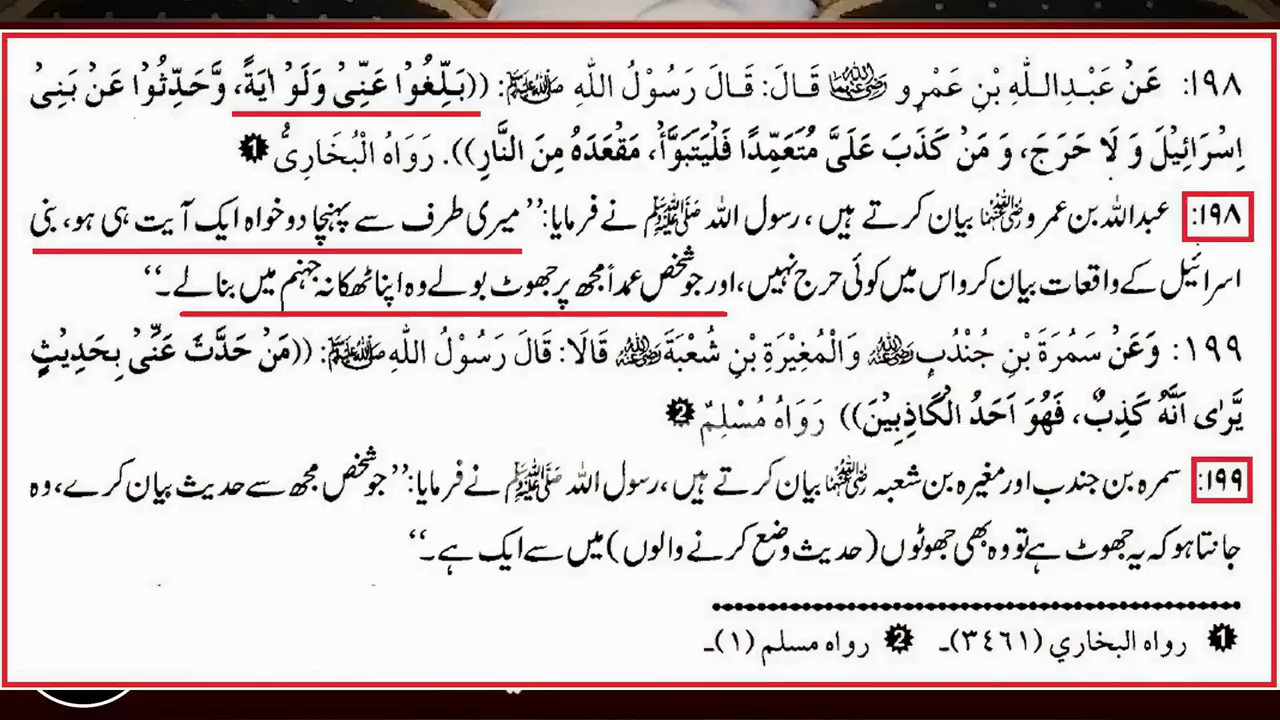 ١٩٨: عَنْ عَبْدِاللّٰهِ بْنِ عَمْرٍو رضي الله عنهما قَالَ: قَالَ رَسُوْلُ اللّٰهِ ﷺ: ((بَلِّغُوْا عَنِّىْ وَلَوْ اٰيَةً، وَّحَدِّثُوْا عَنْ بَنِىْ
اِسْرَائِيْلَ وَ لَا حَرَجَ، وَ مَنْ كَذَبَ عَلَىَّ مُتَعَمِّدًا فَلْيَتَبَوَّأْ، مَقْعَدَهُ مِنَ النَّارِ)). رَوَاهُ الْبُخَارِىُّ ❶
١٩٨: عبداللہ بن عمرو رضي الله عنهما بیان کرتے ہیں، رسول اللہ ﷺ نے فرمایا: ’’میری طرف سے پہنچا دو خواہ ایک آیت ہی ہو، بنی
اسرائیل کے واقعات بیان کرو اس میں کوئی حرج نہیں، اور جو شخص عمداً مجھ پر جھوٹ بولے وہ اپنا ٹھکانہ جہنم میں بنا لے۔‘‘
١٩٩: وَعَنْ سَمُرَةَ بْنِ جُنْدُبٍ رضي الله عنه وَالْمُغِيْرَةِ بْنِ شُعْبَةَ رضي الله عنه قَالَا: قَالَ رَسُوْلُ اللّٰهِ ﷺ: ((مَنْ حَدَّثَ عَنِّىْ بِحَدِيْثٍ
يَّرٰى اَنَّهُ كَذِبٌ، فَهُوَ اَحَدُ الْكَاذِبِيْنَ)) رَوَاهُ مُسْلِمٌ ❷
١٩٩: سمرہ بن جندب اور مغیرہ بن شعبہ رضي الله عنهما بیان کرتے ہیں، رسول اللہ ﷺ نے فرمایا: ’’جو شخص مجھ سے حدیث بیان کرے، وہ
جانتا ہو کہ یہ جھوٹ ہے تو وہ بھی جھوٹوں (حدیث وضع کرنے والوں) میں سے ایک ہے۔‘‘
❶ رواه البخاري (٣٤٦١)۔ ❷ رواه مسلم (١)۔